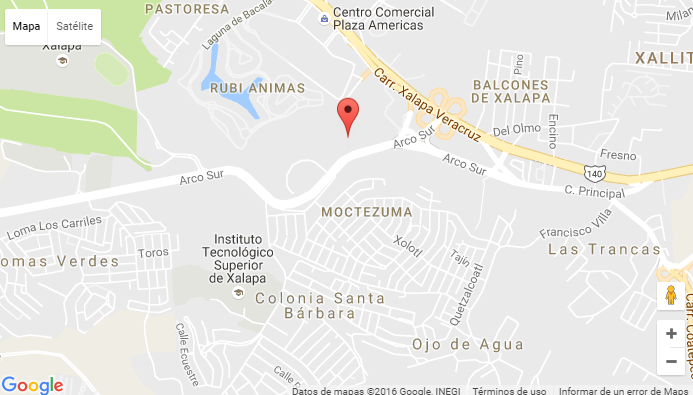 Mapa
Satélite
PASTORESA
Centro Comercial
Plaza Americas
Laguna de Bacala
Xalapa
RUBI ANIMAS
Carr. Xalapa Veracruz
BALCONES
DE XALAPA
Pino
XALLIT
Encino
Del Olmo
Fresno
Arco Sur
Arco Sur
140
Arco Sur
C. Principal
Loma Los Carriles
MOCTEZUMA
Francisco Villa
Toros
Instituto
Tecnológico
Superior
de Xalapa
Xolotl
Tajín
Las Trancas
omas Verdes
Quetzalcoatl
Colonia Santa
Bárbara
Calle Ecuestre
Ojo de Agua
Carr. Coatepec
Calle Rod
+
−
Google
Datos de mapas ©2016 Google, INEGI
Términos de uso
Informar de un error de Maps